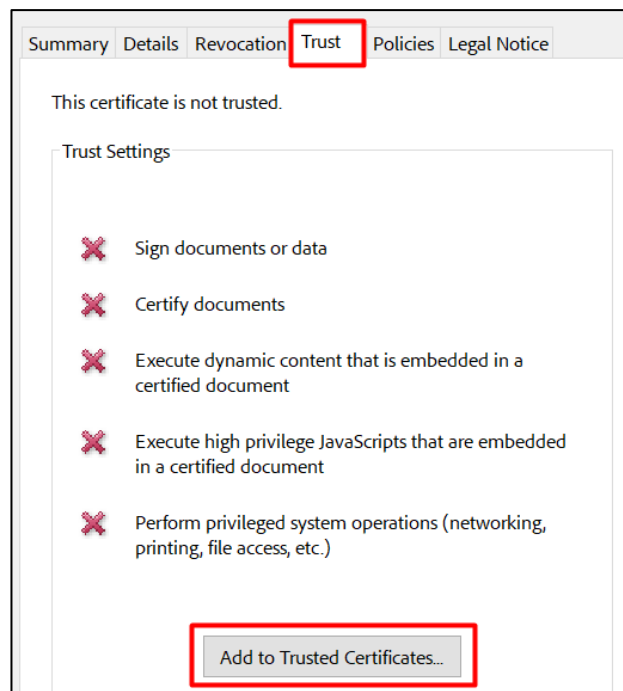 Summary Details Revocation Trust Policies Legal Notice
This certificate is not trusted.
Trust Settings
Sign documents or data
Certify documents
Execute dynamic content that is embedded in a
certified document
Execute high privilege JavaScripts that are embedded
in a certified document
Perform privileged system operations (networking,
printing, file access, etc.)
Add to Trusted Certificates...